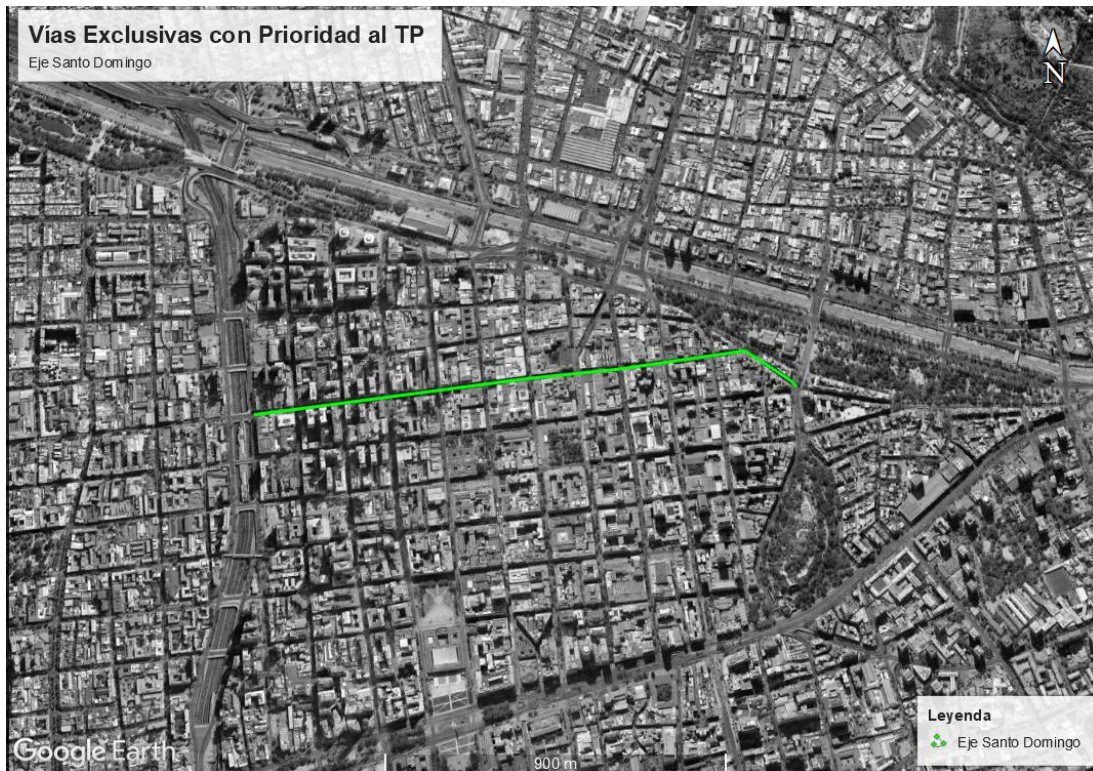 Vías Exclusivas con Prioridad al TP
Eje Santo Domingo
N
Leyenda
Eje Santo Domingo
Google Earth
900 m